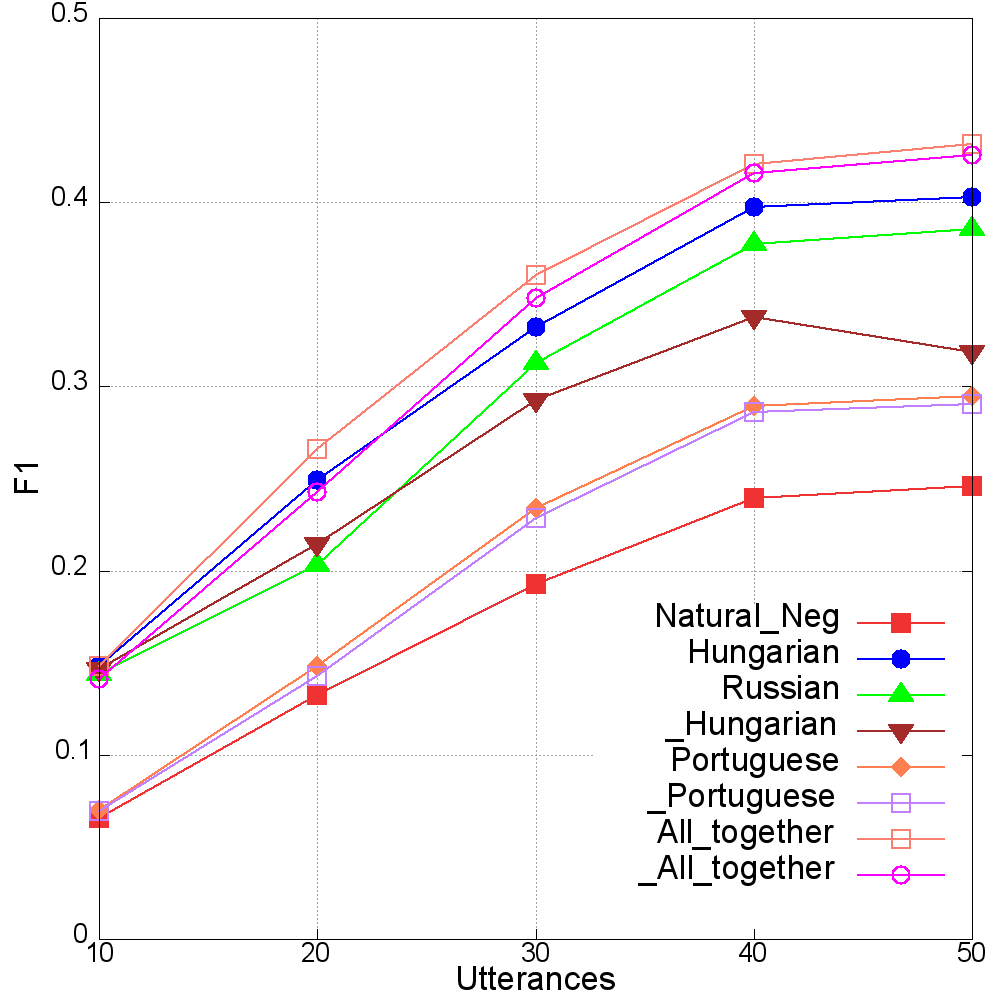 0.5
0.4
0.3
0.2
0.1
0
F1
10 20 30 40 50
Utterances
Natural_Neg
Hungarian
Russian
_Hungarian
Portuguese
_Portuguese
All_together
_All_together